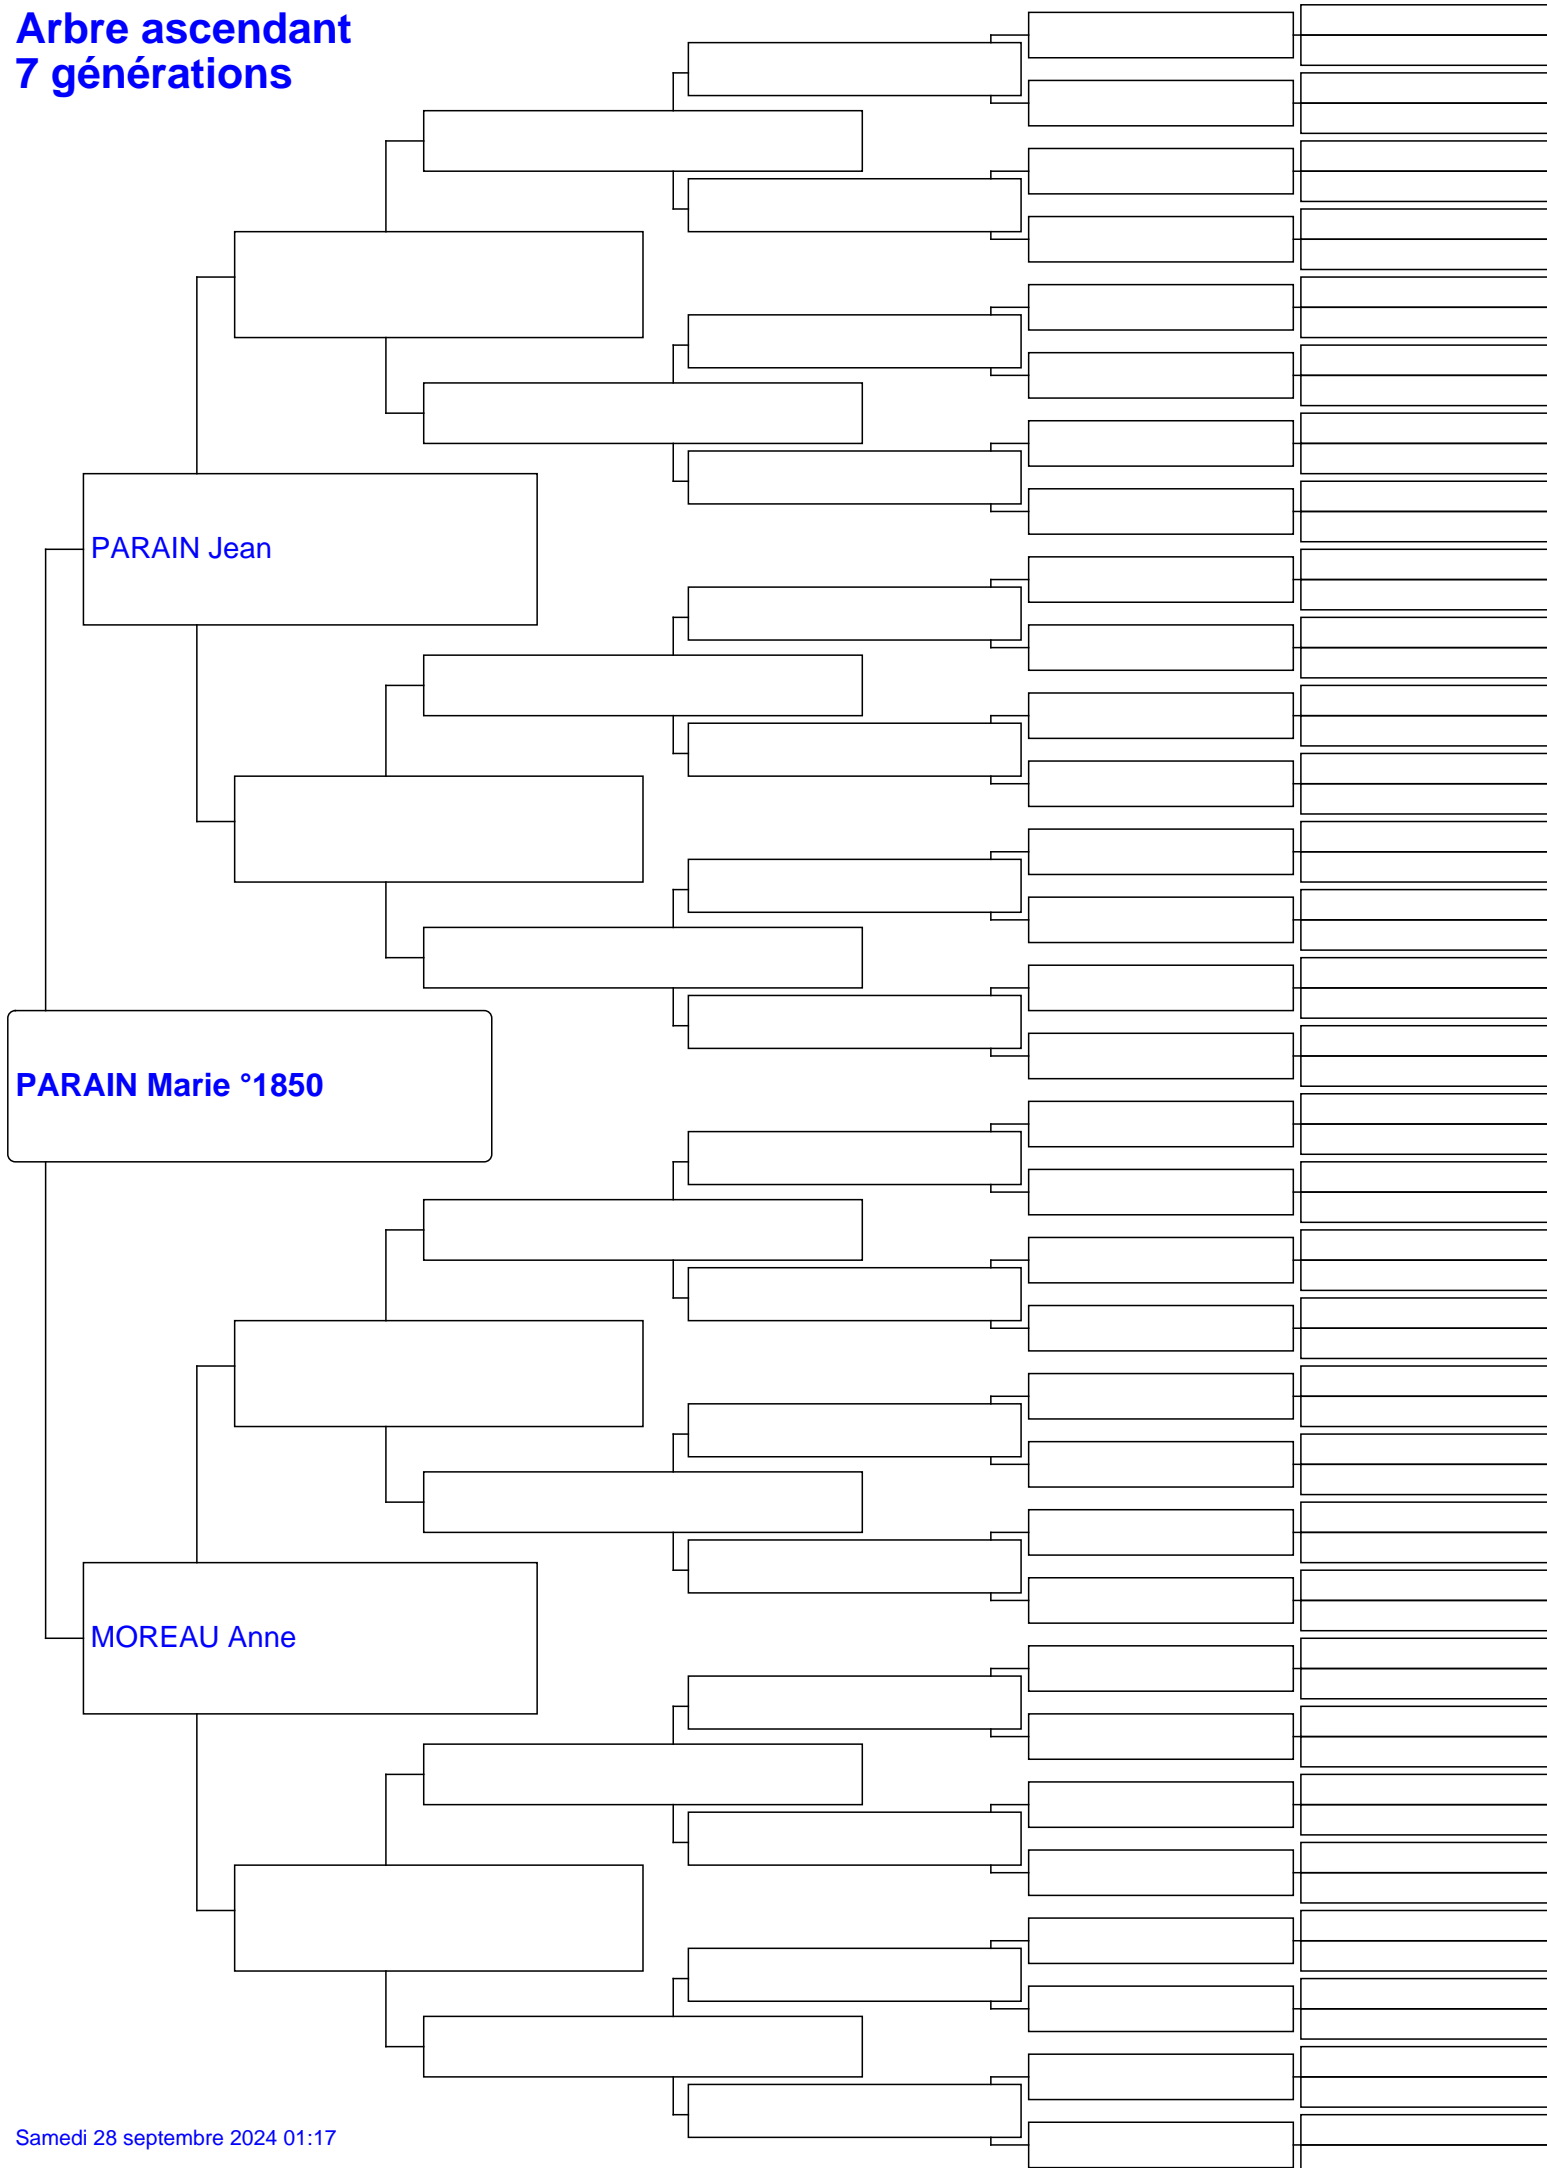 Arbre ascendant
7 générations
PARAIN Jean
PARAIN Marie °1850
MOREAU Anne
Samedi 28 septembre 2024 01:17